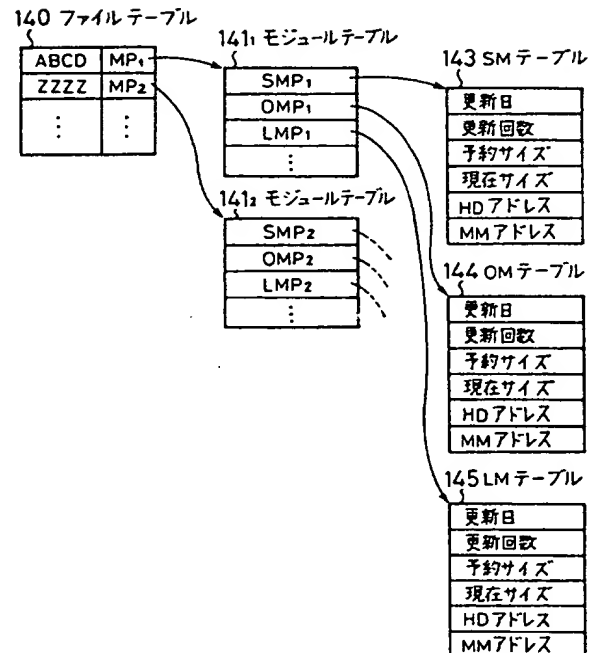 140 ファイルテーブル
ABCD MP₁
ZZZZ MP₂
⋮ ⋮
141₁ モジュールテーブル
SMP₁
OMP₁
LMP₁
⋮
141₂ モジュールテーブル
SMP₂
OMP₂
LMP₂
⋮
143 SMテーブル
更新日
更新回数
予約サイズ
現在サイズ
HDアドレス
MMアドレス
144 OMテーブル
更新日
更新回数
予約サイズ
現在サイズ
HDアドレス
MMアドレス
145 LMテーブル
更新日
更新回数
予約サイズ
現在サイズ
HDアドレス
MMアドレス